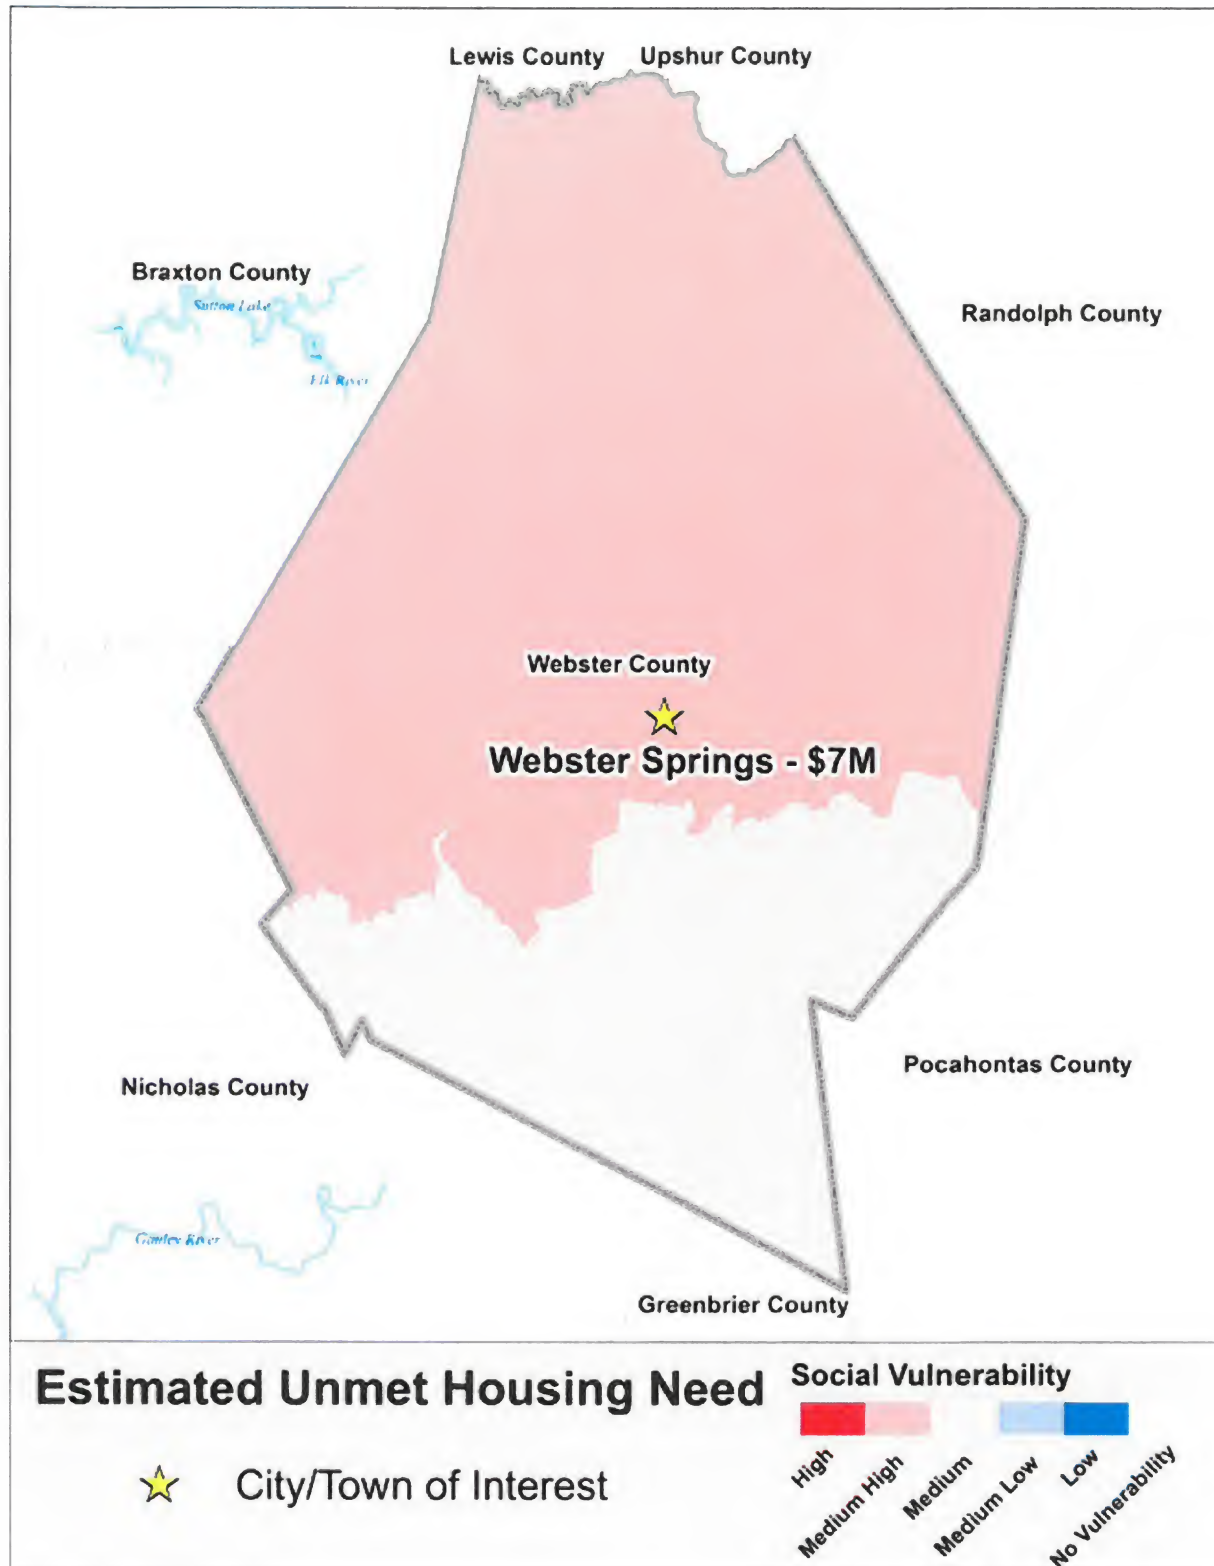 Lewis County Upshur County
Braxton County
Sutton Lake
Randolph County
Elk River
Webster County
Webster Springs - $7M
Pocahontas County
Nicholas County
Gauley River
Greenbrier County
Estimated Unmet Housing Need
City/Town of Interest
Social Vulnerability
High
Medium High
Medium
Medium Low
Low
No Vulnerability